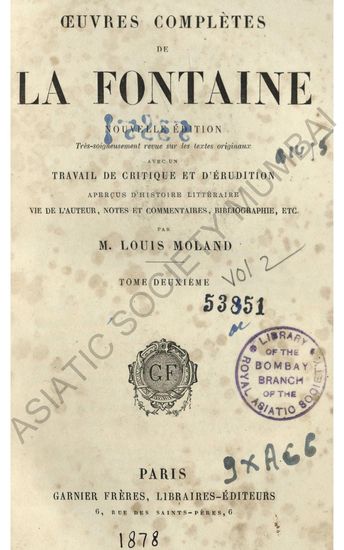 ŒUVRES COMPLÈTES
DE
LA FONTAINE
NOUVELLE ÉDITION
Très-soigneusement revue sur les textes originaux
AVEC UN
TRAVAIL DE CRITIQUE ET D'ÉRUDITION
APERÇUS D'HISTOIRE LITTÉRAIRE
VIE DE L'AUTEUR, NOTES ET COMMENTAIRES, BIBLIOGRAPHIE, ETC.
PAR
M. LOUIS MOLAND
TOME DEUXIÈME
Vol 2
53851
LIBRARY
OF THE
BOMBAY
BRANCH
OF THE
ROYAL ASIATIC SOCIETY
GF
PARIS
GARNIER FRÈRES, LIBRAIRES-ÉDITEURS
6, RUE DES SAINTS-PÈRES, 6
1878
ASIATIC SOCIETY MUMBAI